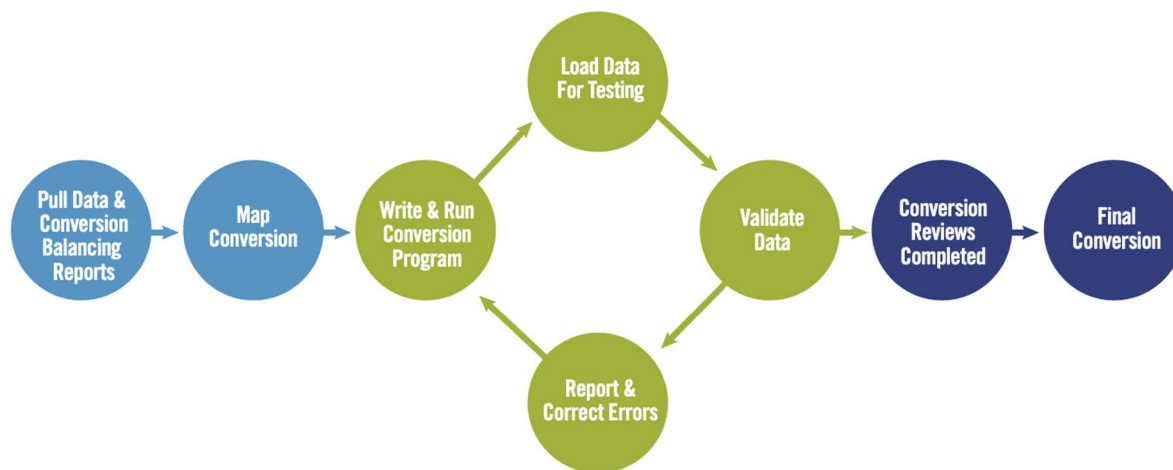 Pull Data &
Conversion
Balancing
Reports
Map
Conversion
Write & Run
Conversion
Program
Load Data
For Testing
Validate
Data
Report &
Correct Errors
Conversion
Reviews
Completed
Final
Conversion